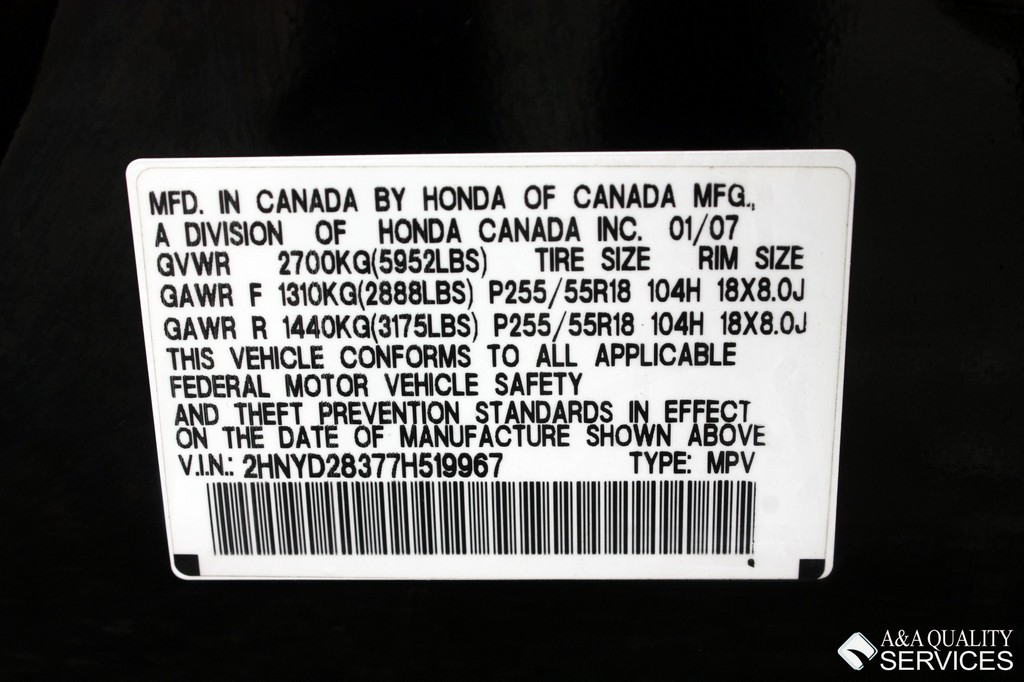 MFD. IN CANADA BY HONDA OF CANADA MFG.,
A DIVISION OF HONDA CANADA INC. 01/07
GVWR 2700KG(5952LBS) TIRE SIZE RIM SIZE
GAWR F 1310KG(2888LBS) P255/55R18 104H 18X8.0J
GAWR R 1440KG(3175LBS) P255/55R18 104H 18X8.0J
THIS VEHICLE CONFORMS TO ALL APPLICABLE
FEDERAL MOTOR VEHICLE SAFETY
AND THEFT PREVENTION STANDARDS IN EFFECT
ON THE DATE OF MANUFACTURE SHOWN ABOVE
V.I.N.: 2HNYD28377H519967 TYPE: MPV
A&A QUALITY
SERVICES